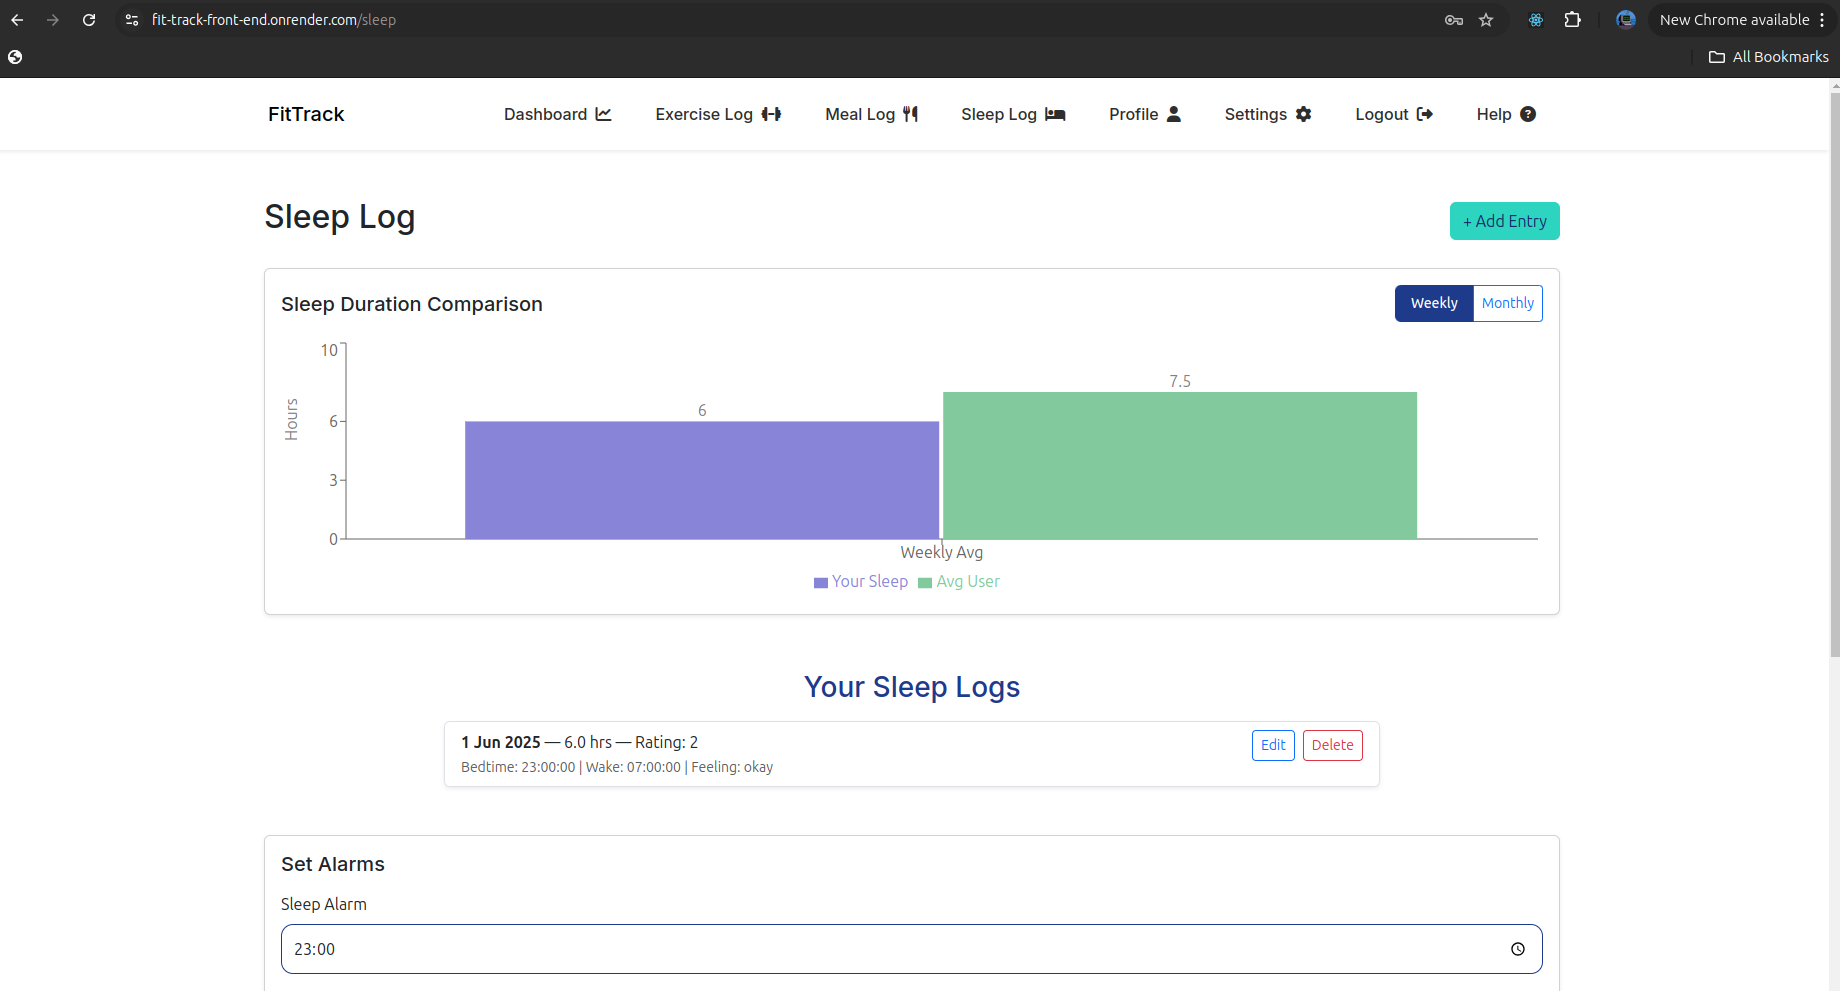 fit-track-front-end.onrender.com/sleep
New Chrome available
All Bookmarks
FitTrack
Dashboard
Exercise Log
Meal Log
Sleep Log
Profile
Settings
Logout
Help ?
Sleep Log
+ Add Entry
Sleep Duration Comparison
Weekly
Monthly
10
6
3
0
Hours
6
7.5
Weekly Avg
Your Sleep
Avg User
Your Sleep Logs
1 Jun 2025 — 6.0 hrs — Rating: 2
Bedtime: 23:00:00 | Wake: 07:00:00 | Feeling: okay
Edit
Delete
Set Alarms
Sleep Alarm
23:00